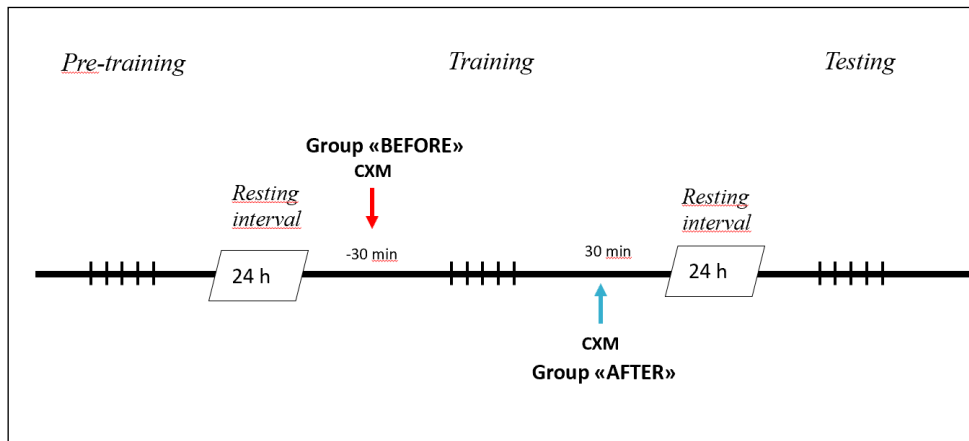 Pre-training
Training
Testing
Group «BEFORE»
CXM
Resting
interval
Resting
interval
-30 min
30 min
24 h
24 h
CXM
Group «AFTER»